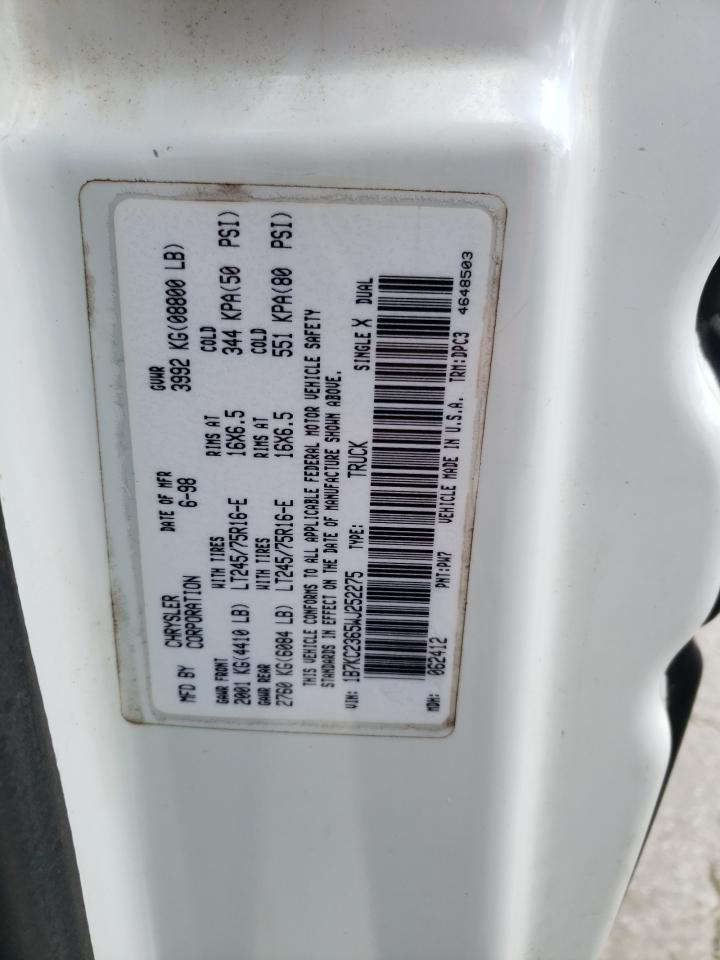 MFD BY CHRYSLER CORPORATION DATE OF MFR 6-98 GVWR 3992 KG(08800 LB)
GAWR FRONT WITH TIRES RIMS AT COLD
2001 KG(4410 LB) LT245/75R16-E 16X6.5 344 KPA(50 PSI)
GAWR REAR WITH TIRES RIMS AT COLD
2760 KG(6084 LB) LT245/75R16-E 16X6.5 551 KPA(80 PSI)
THIS VEHICLE CONFORMS TO ALL APPLICABLE FEDERAL MOTOR VEHICLE SAFETY
STANDARDS IN EFFECT ON THE DATE OF MANUFACTURE SHOWN ABOVE.
VIN: 1B7KC2365WJ252275 TYPE: TRUCK SINGLE X DUAL
MDH: 062412 PNT:PW7 VEHICLE MADE IN U.S.A. TRM:DPC3 4648503